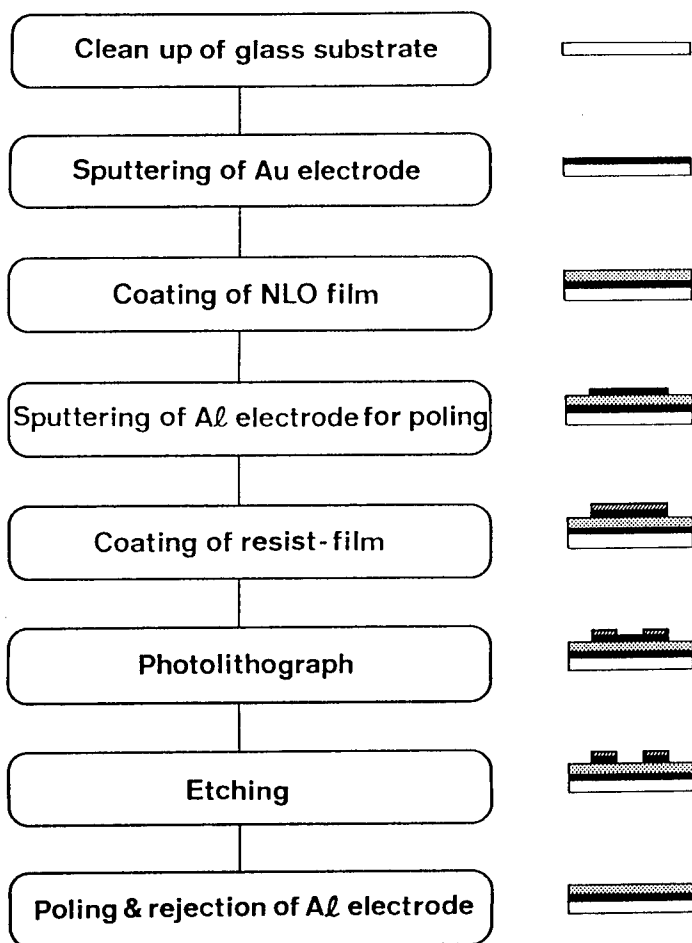 Clean up of glass substrate
Sputtering of Au electrode
Coating of NLO film
Sputtering of Aℓ electrode for poling
Coating of resist-film
Photolithograph
Etching
Poling & rejection of Aℓ electrode